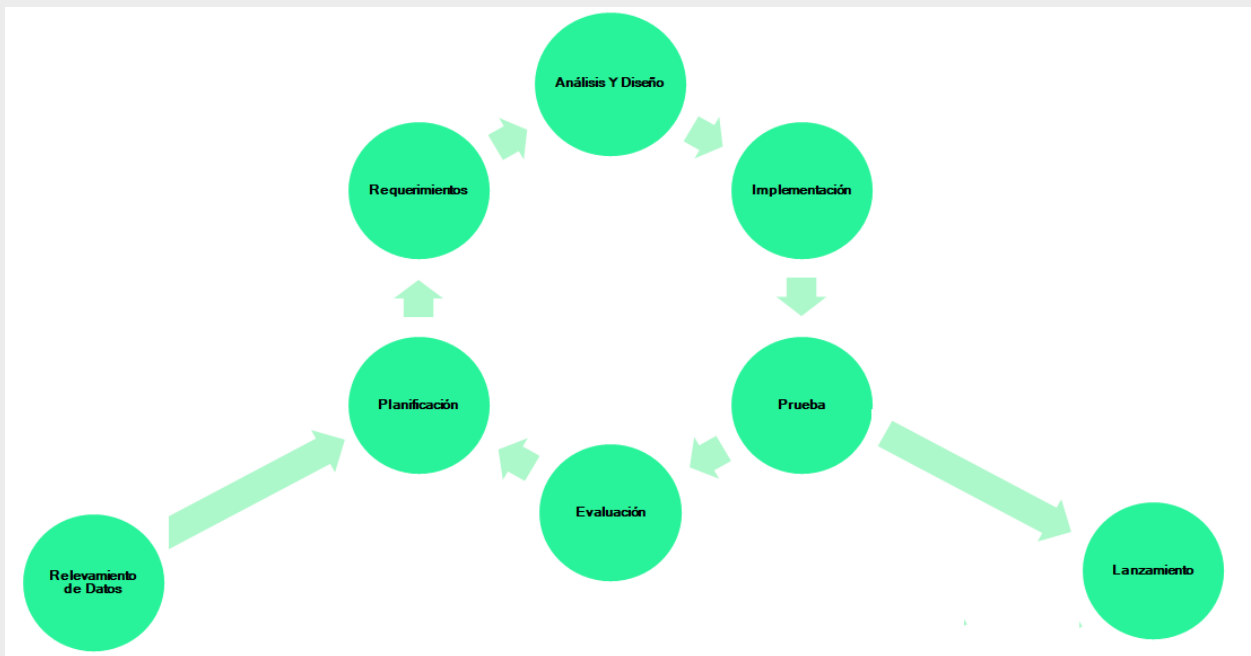 Análisis Y Diseño
Requerimientos
Implementación
Planificación
Prueba
Evaluación
Relevamiento
de Datos
Lanzamiento